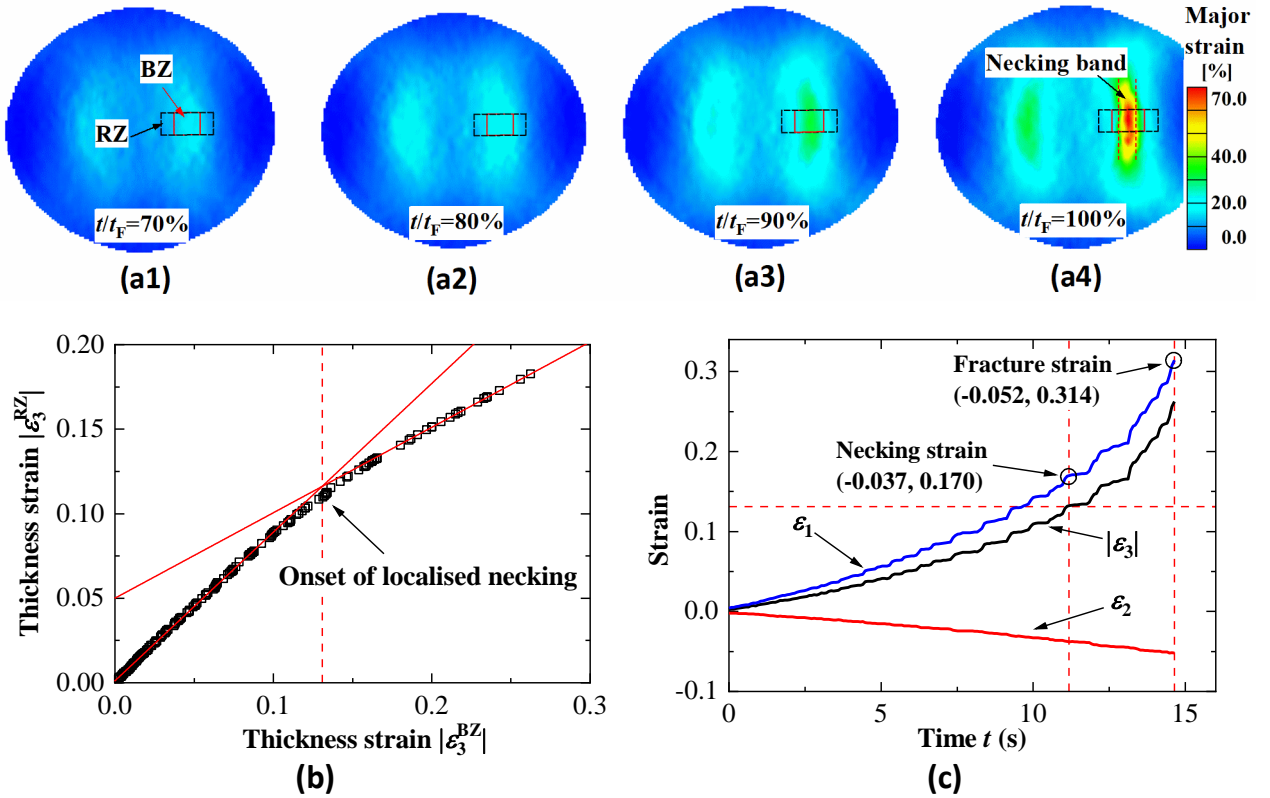 Major
strain
[%]
70.0
40.0
20.0
0.0
BZ
RZ
t/tF=70%
(a1)
t/tF=80%
(a2)
t/tF=90%
(a3)
Necking band
t/tF=100%
(a4)
0.20
0.15
0.10
0.05
0.00
Thickness strain |ε3^RZ|
Onset of localised necking
0.0
0.1
0.2
0.3
Thickness strain |ε3^BZ|
(b)
0.3
0.2
0.1
0.0
-0.1
Strain
Fracture strain
(-0.052, 0.314)
Necking strain
(-0.037, 0.170)
ε1
|ε3|
ε2
0
5
10
15
Time t (s)
(c)